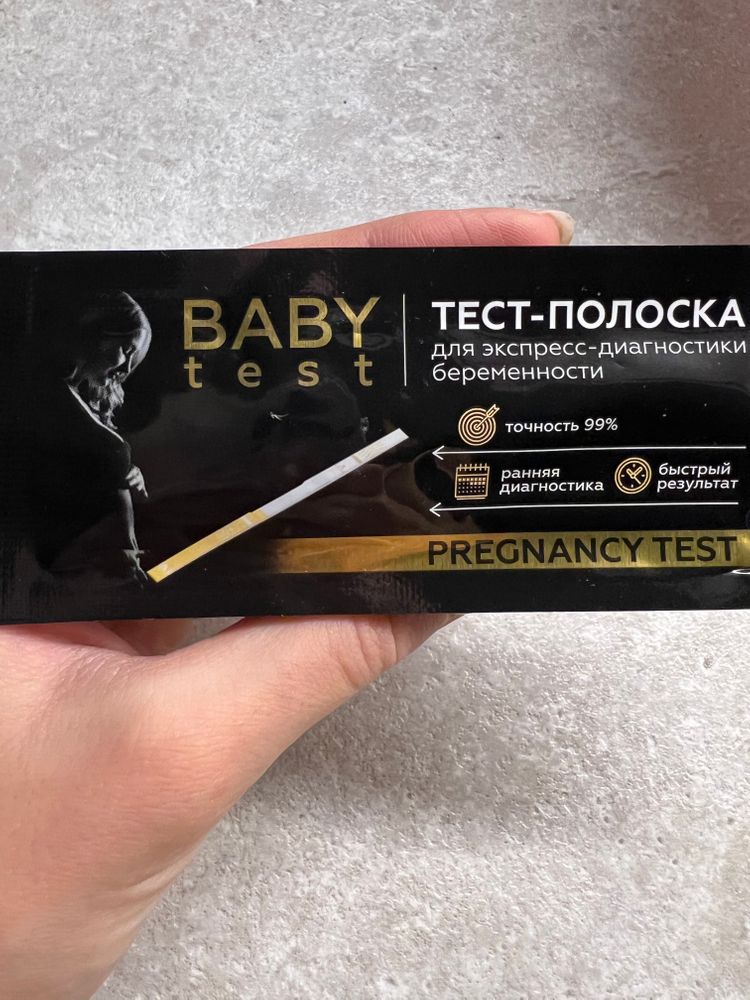 BABY
test
ТЕСТ-ПОЛОСКА
для экспресс-диагностики
беременности
точность 99%
ранняя
диагностика
быстрый
результат
PREGNANCY TEST